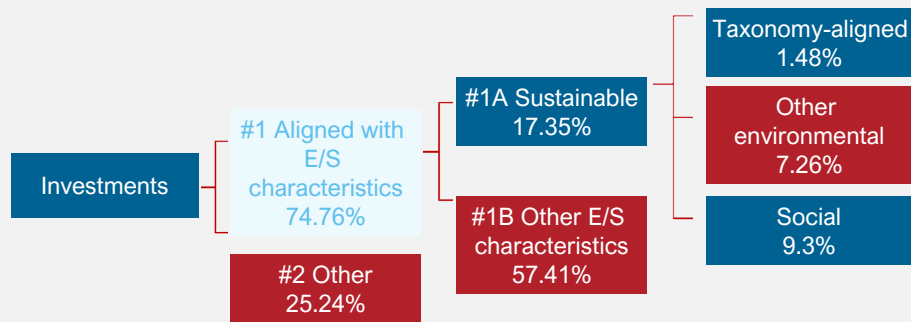 Investments
#1 Aligned with
E/S
characteristics
74.76%
#2 Other
25.24%
#1A Sustainable
17.35%
#1B Other E/S
characteristics
57.41%
Taxonomy-aligned
1.48%
Other
environmental
7.26%
Social
9.3%